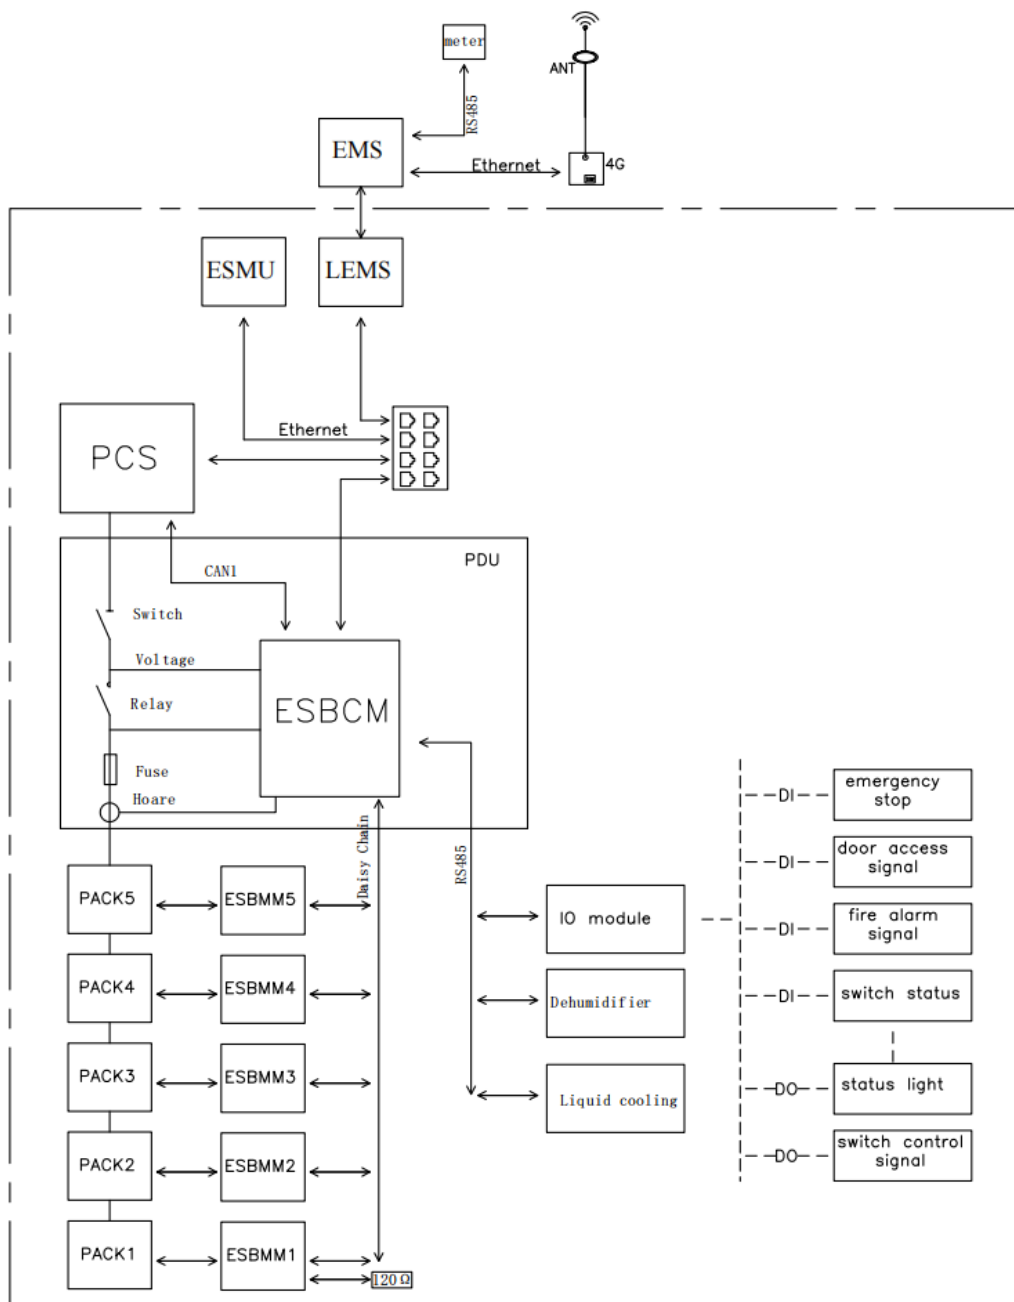 meter
ANT
RS485
EMS
Ethernet
4G
ESMU
LEMS
Ethernet
PCS
PDU
CAN1
Switch
Voltage
Relay
ESBCM
Fuse
Hoare
Daisy Chain
RS485
emergency
stop
DI
door access
signal
DI
fire alarm
signal
DI
switch status
DI
status light
DO
switch control
signal
DO
IO module
Dehumidifier
Liquid cooling
PACK5
ESBMM5
PACK4
ESBMM4
PACK3
ESBMM3
PACK2
ESBMM2
PACK1
ESBMM1
120Ω